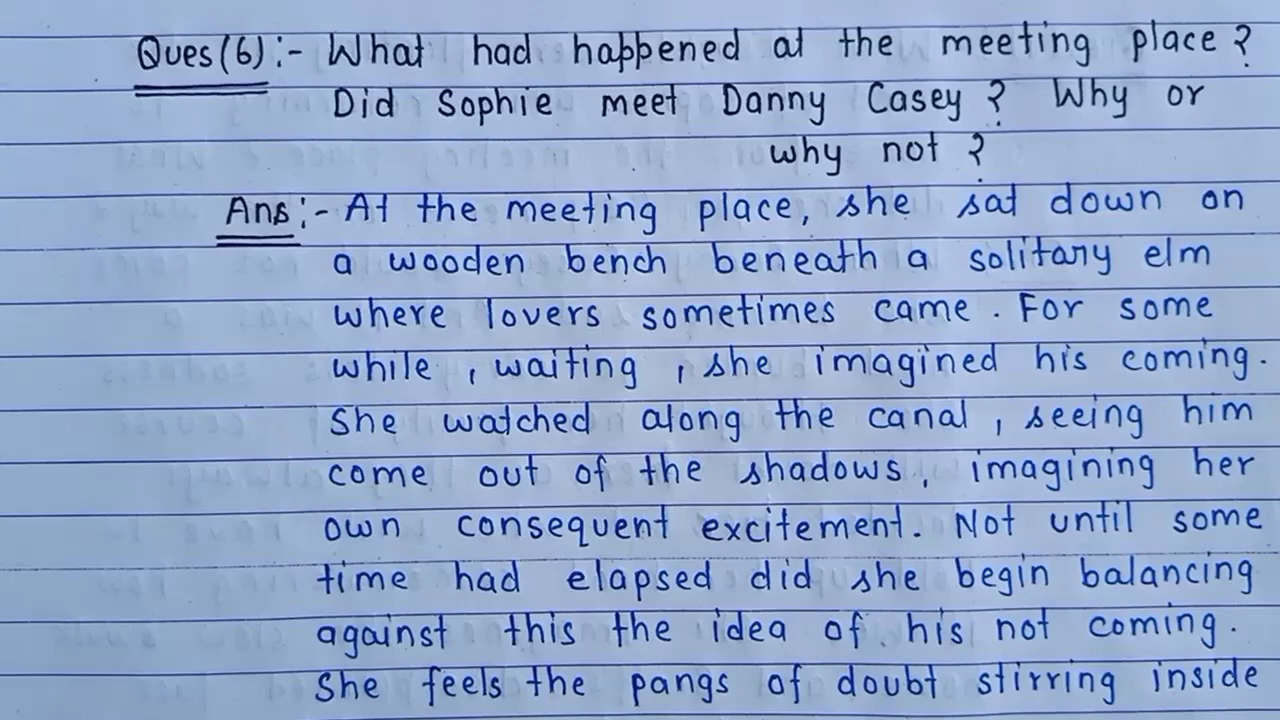 Ques(6):- What had happened at the meeting place?
Did Sophie meet Danny Casey? Why or
why not?
Ans:- At the meeting place, she sat down on
a wooden bench beneath a solitary elm
where lovers sometimes came. For some
while, waiting, she imagined his coming.
She watched along the canal, seeing him
come out of the shadows, imagining her
own consequent excitement. Not until some
time had elapsed did she begin balancing
against this the idea of his not coming.
She feels the pangs of doubt stirring inside